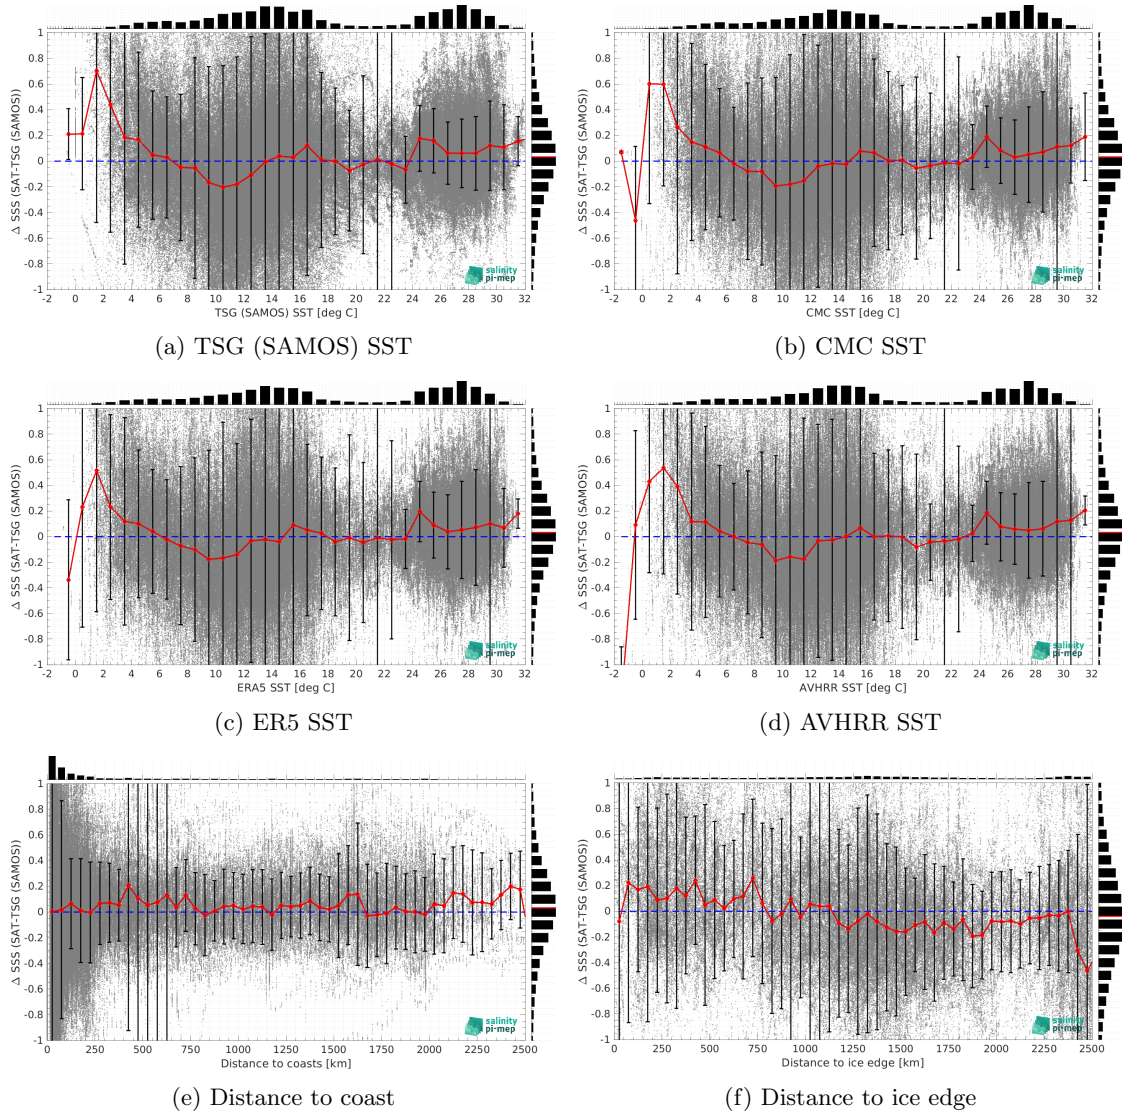 1
0.8
0.6
0.4
0.2
0
-0.2
-0.4
-0.6
-0.8
-1
Δ SSS (SAT-TSG (SAMOS))
salinity
pi-mep
-2 0 2 4 6 8 10 12 14 16 18 20 22 24 26 28 30 32
TSG (SAMOS) SST [deg C]
(a) TSG (SAMOS) SST
1
0.8
0.6
0.4
0.2
0
-0.2
-0.4
-0.6
-0.8
-1
Δ SSS (SAT-TSG (SAMOS))
salinity
pi-mep
-2 0 2 4 6 8 10 12 14 16 18 20 22 24 26 28 30 32
CMC SST [deg C]
(b) CMC SST
1
0.8
0.6
0.4
0.2
0
-0.2
-0.4
-0.6
-0.8
-1
Δ SSS (SAT-TSG (SAMOS))
salinity
pi-mep
-2 0 2 4 6 8 10 12 14 16 18 20 22 24 26 28 30 32
ERA5 SST [deg C]
(c) ER5 SST
1
0.8
0.6
0.4
0.2
0
-0.2
-0.4
-0.6
-0.8
-1
Δ SSS (SAT-TSG (SAMOS))
salinity
pi-mep
-2 0 2 4 6 8 10 12 14 16 18 20 22 24 26 28 30 32
AVHRR SST [deg C]
(d) AVHRR SST
1
0.8
0.6
0.4
0.2
0
-0.2
-0.4
-0.6
-0.8
-1
Δ SSS (SAT-TSG (SAMOS))
salinity
pi-mep
0 250 500 750 1000 1250 1500 1750 2000 2250 2500
Distance to coasts [km]
(e) Distance to coast
1
0.8
0.6
0.4
0.2
0
-0.2
-0.4
-0.6
-0.8
-1
Δ SSS (SAT-TSG (SAMOS))
salinity
pi-mep
0 250 500 750 1000 1250 1500 1750 2000 2250 2500
Distance to ice edge [km]
(f) Distance to ice edge